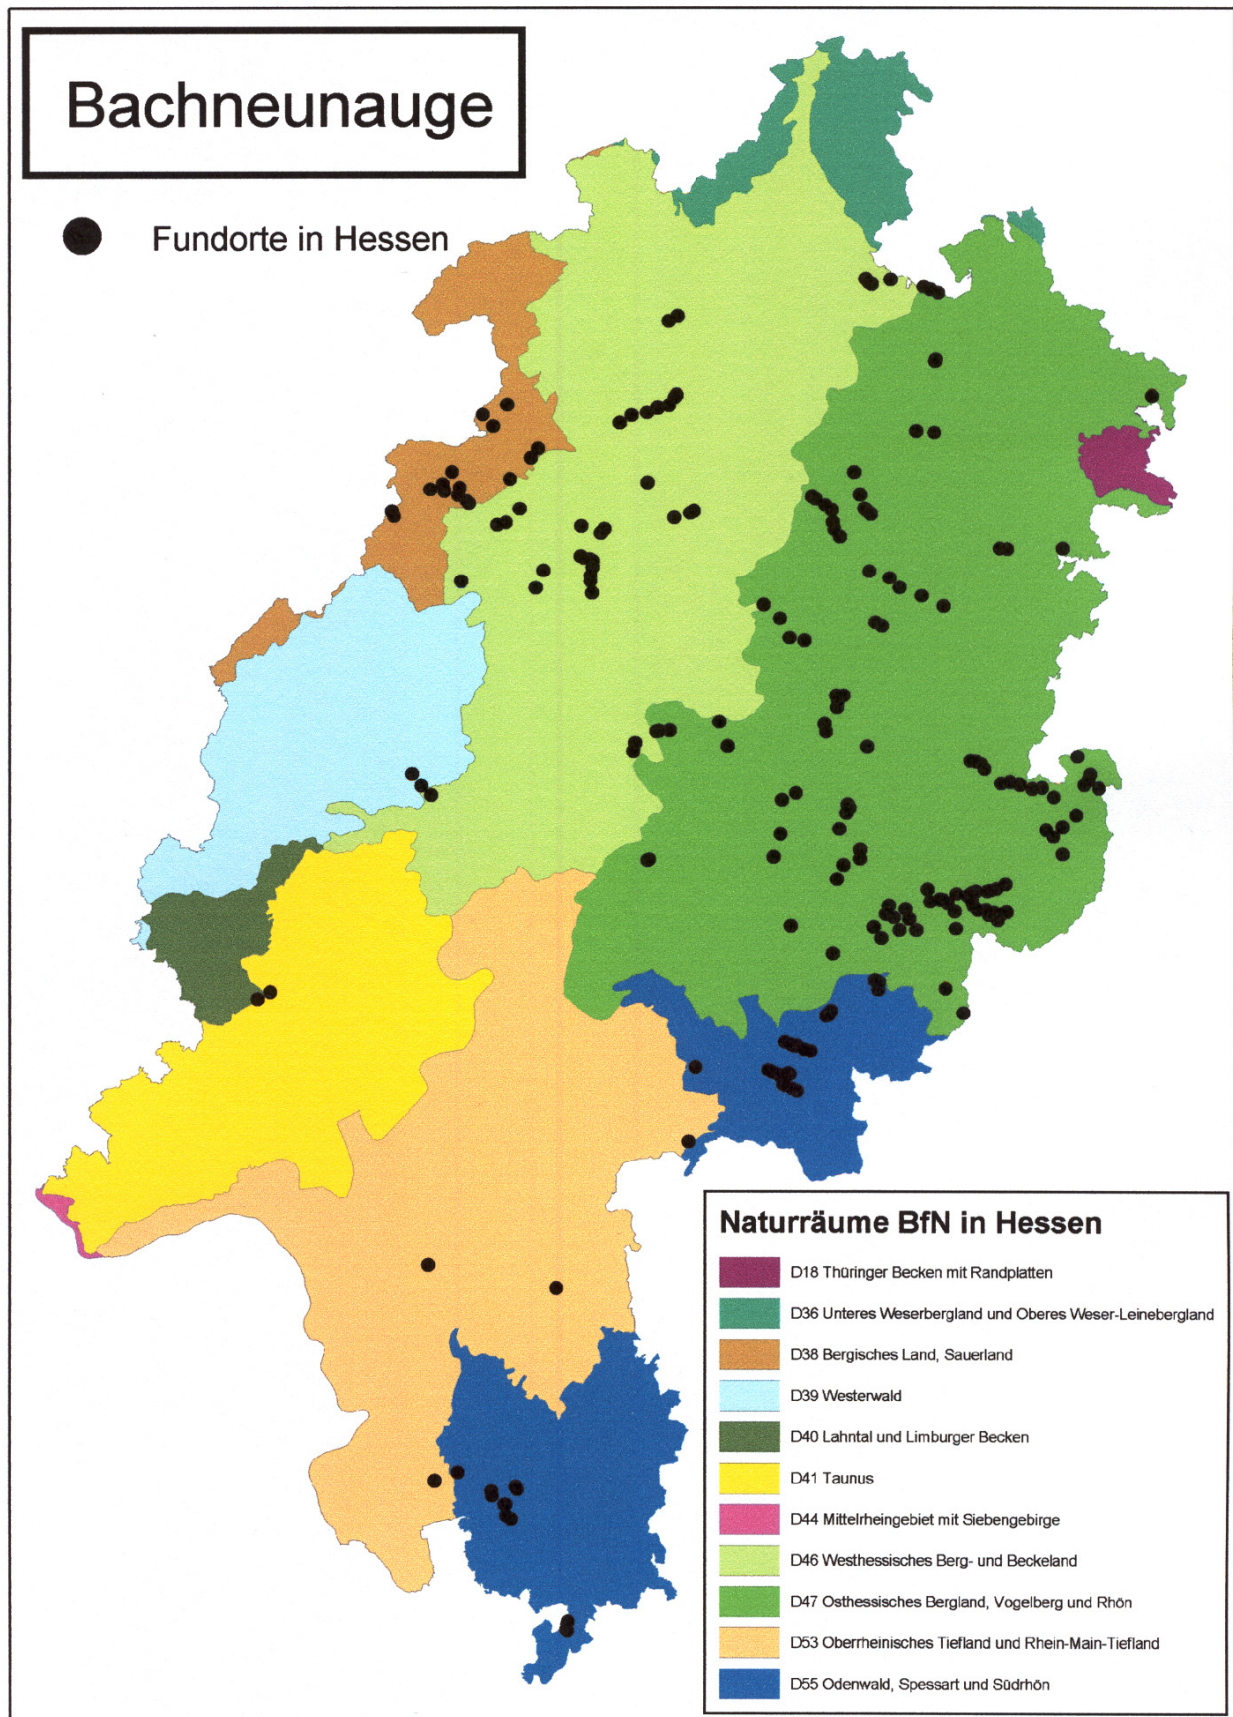 Bachneunauge
Fundorte in Hessen
Naturräume BfN in Hessen
D18 Thüringer Becken mit Randplatten
D36 Unteres Weserbergland und Oberes Weser-Leinebergland
D38 Bergisches Land, Sauerland
D39 Westerwald
D40 Lahntal und Limburger Becken
D41 Taunus
D44 Mittelrheingebiet mit Siebengebirge
D46 Westhessisches Berg- und Beckeland
D47 Osthessisches Bergland, Vogelberg und Rhön
D53 Oberrheinisches Tiefland und Rhein-Main-Tiefland
D55 Odenwald, Spessart und Südrhön